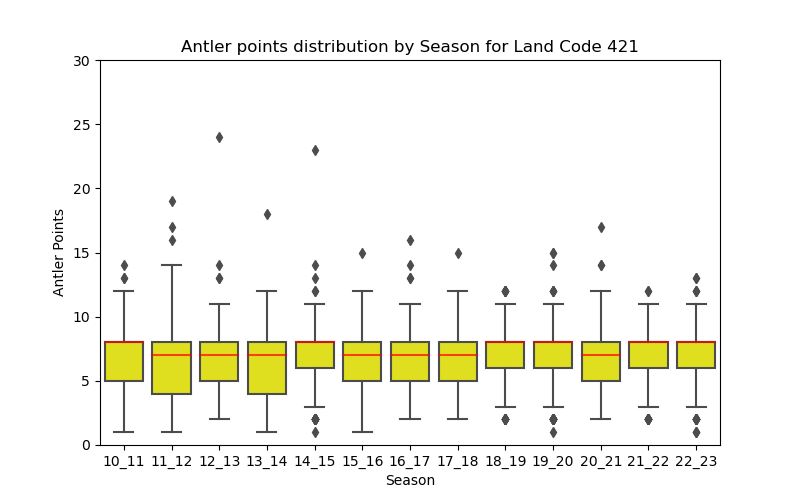 Antler points distribution by Season for Land Code 421
30
25
20
15
10
5
0
Antler Points
10_11 11_12 12_13 13_14 14_15 15_16 16_17 17_18 18_19 19_20 20_21 21_22 22_23
Season